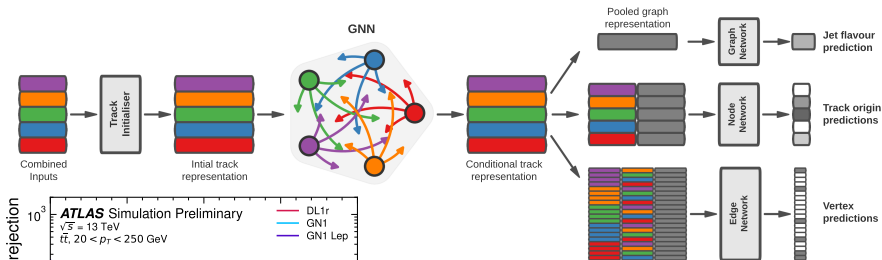 GNN
Pooled graph
representation
Graph
Network
Jet flavour
prediction
Track
Initialiser
Node
Network
Track origin
predictions
Combined
Inputs
Intial track
representation
Conditional track
representation
Edge
Network
Vertex
predictions
rejection
10³
ATLAS Simulation Preliminary
√s = 13 TeV
tt̄, 20 < pT < 250 GeV
DL1r
GN1
GN1 Lep